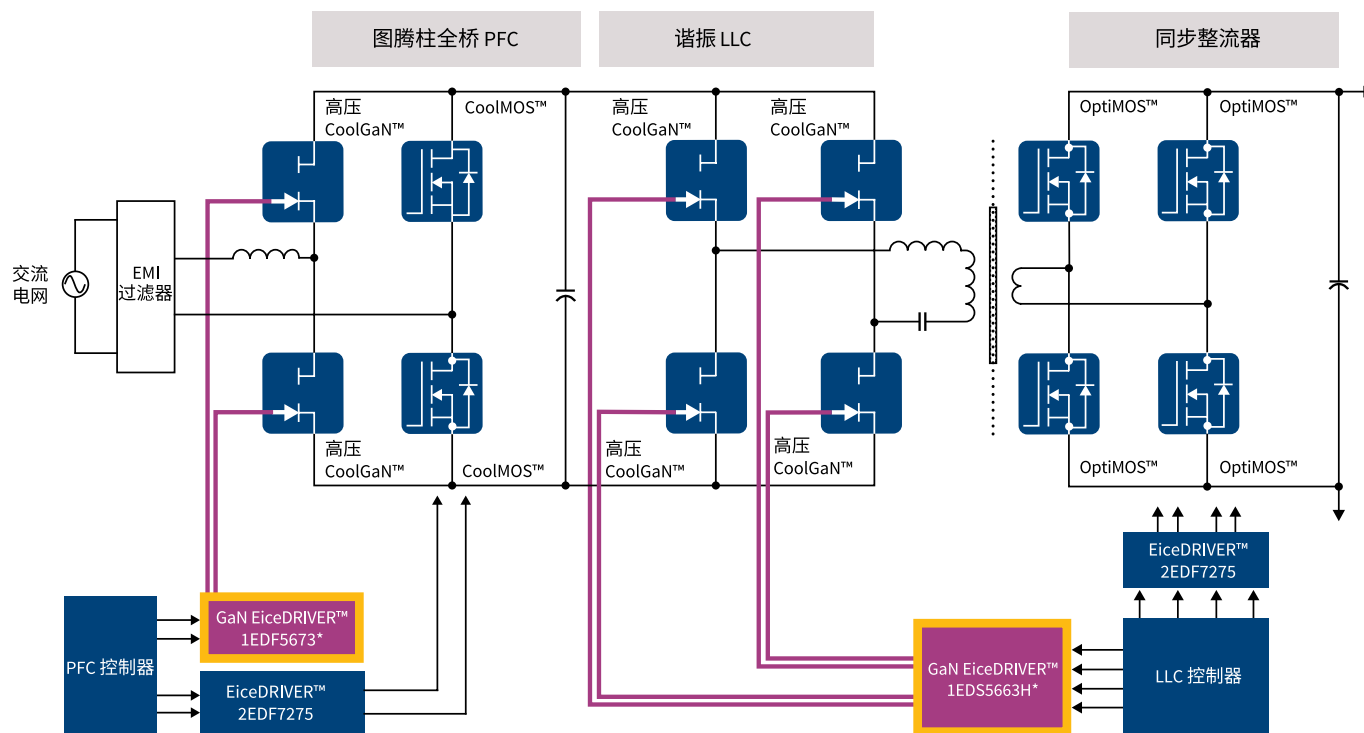 图腾柱全桥 PFC
谐振 LLC
同步整流器
高压
CoolGaN™
CoolMOS™
高压
CoolGaN™
高压
CoolGaN™
OptiMOS™
OptiMOS™
交流
电网
EMI
过滤器
高压
CoolGaN™
CoolMOS™
高压
CoolGaN™
高压
CoolGaN™
OptiMOS™
OptiMOS™
PFC 控制器
GaN EiceDRIVER™
1EDF5673*
EiceDRIVER™
2EDF7275
GaN EiceDRIVER™
1EDS5663H*
EiceDRIVER™
2EDF7275
LLC 控制器